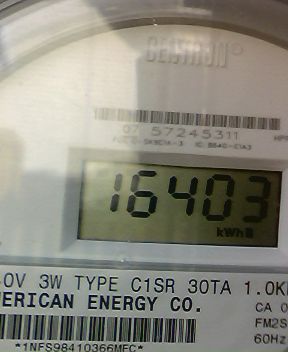 CENTRON®
07 57245311
16403
kWh
3W TYPE C1SR 30TA 1.0K
ERICAN ENERGY CO.
CA 0
FM2S
60Hz
*1NFS98410366MFC*